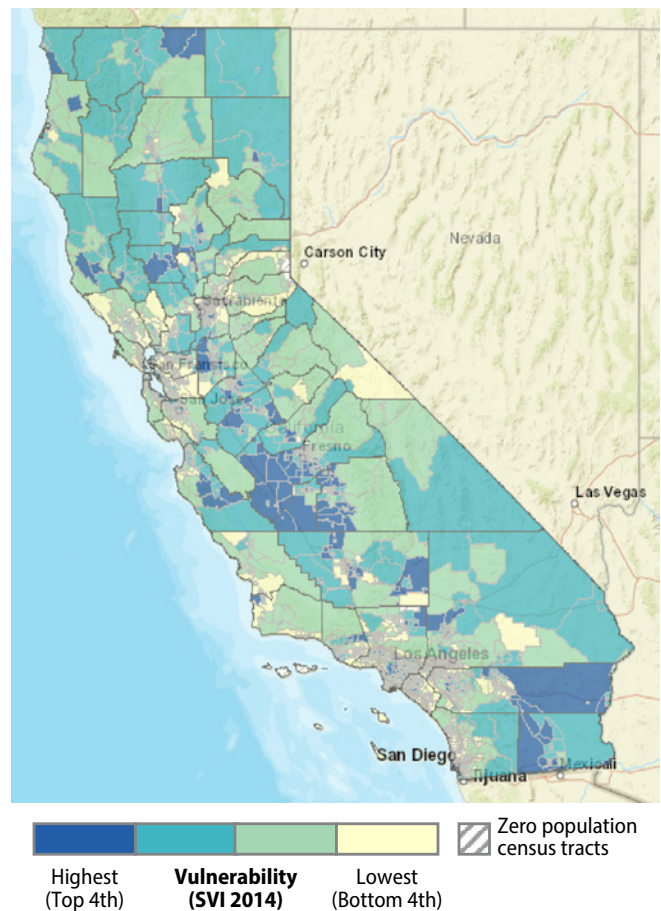 Carson City
Nevada
Sacramento
San Francisco
San Jose
California
Fresno
Las Vegas
Los Angeles
San Diego
Tijuana
Mexicali
Zero population
census tracts
Highest
(Top 4th)
Vulnerability
(SVI 2014)
Lowest
(Bottom 4th)